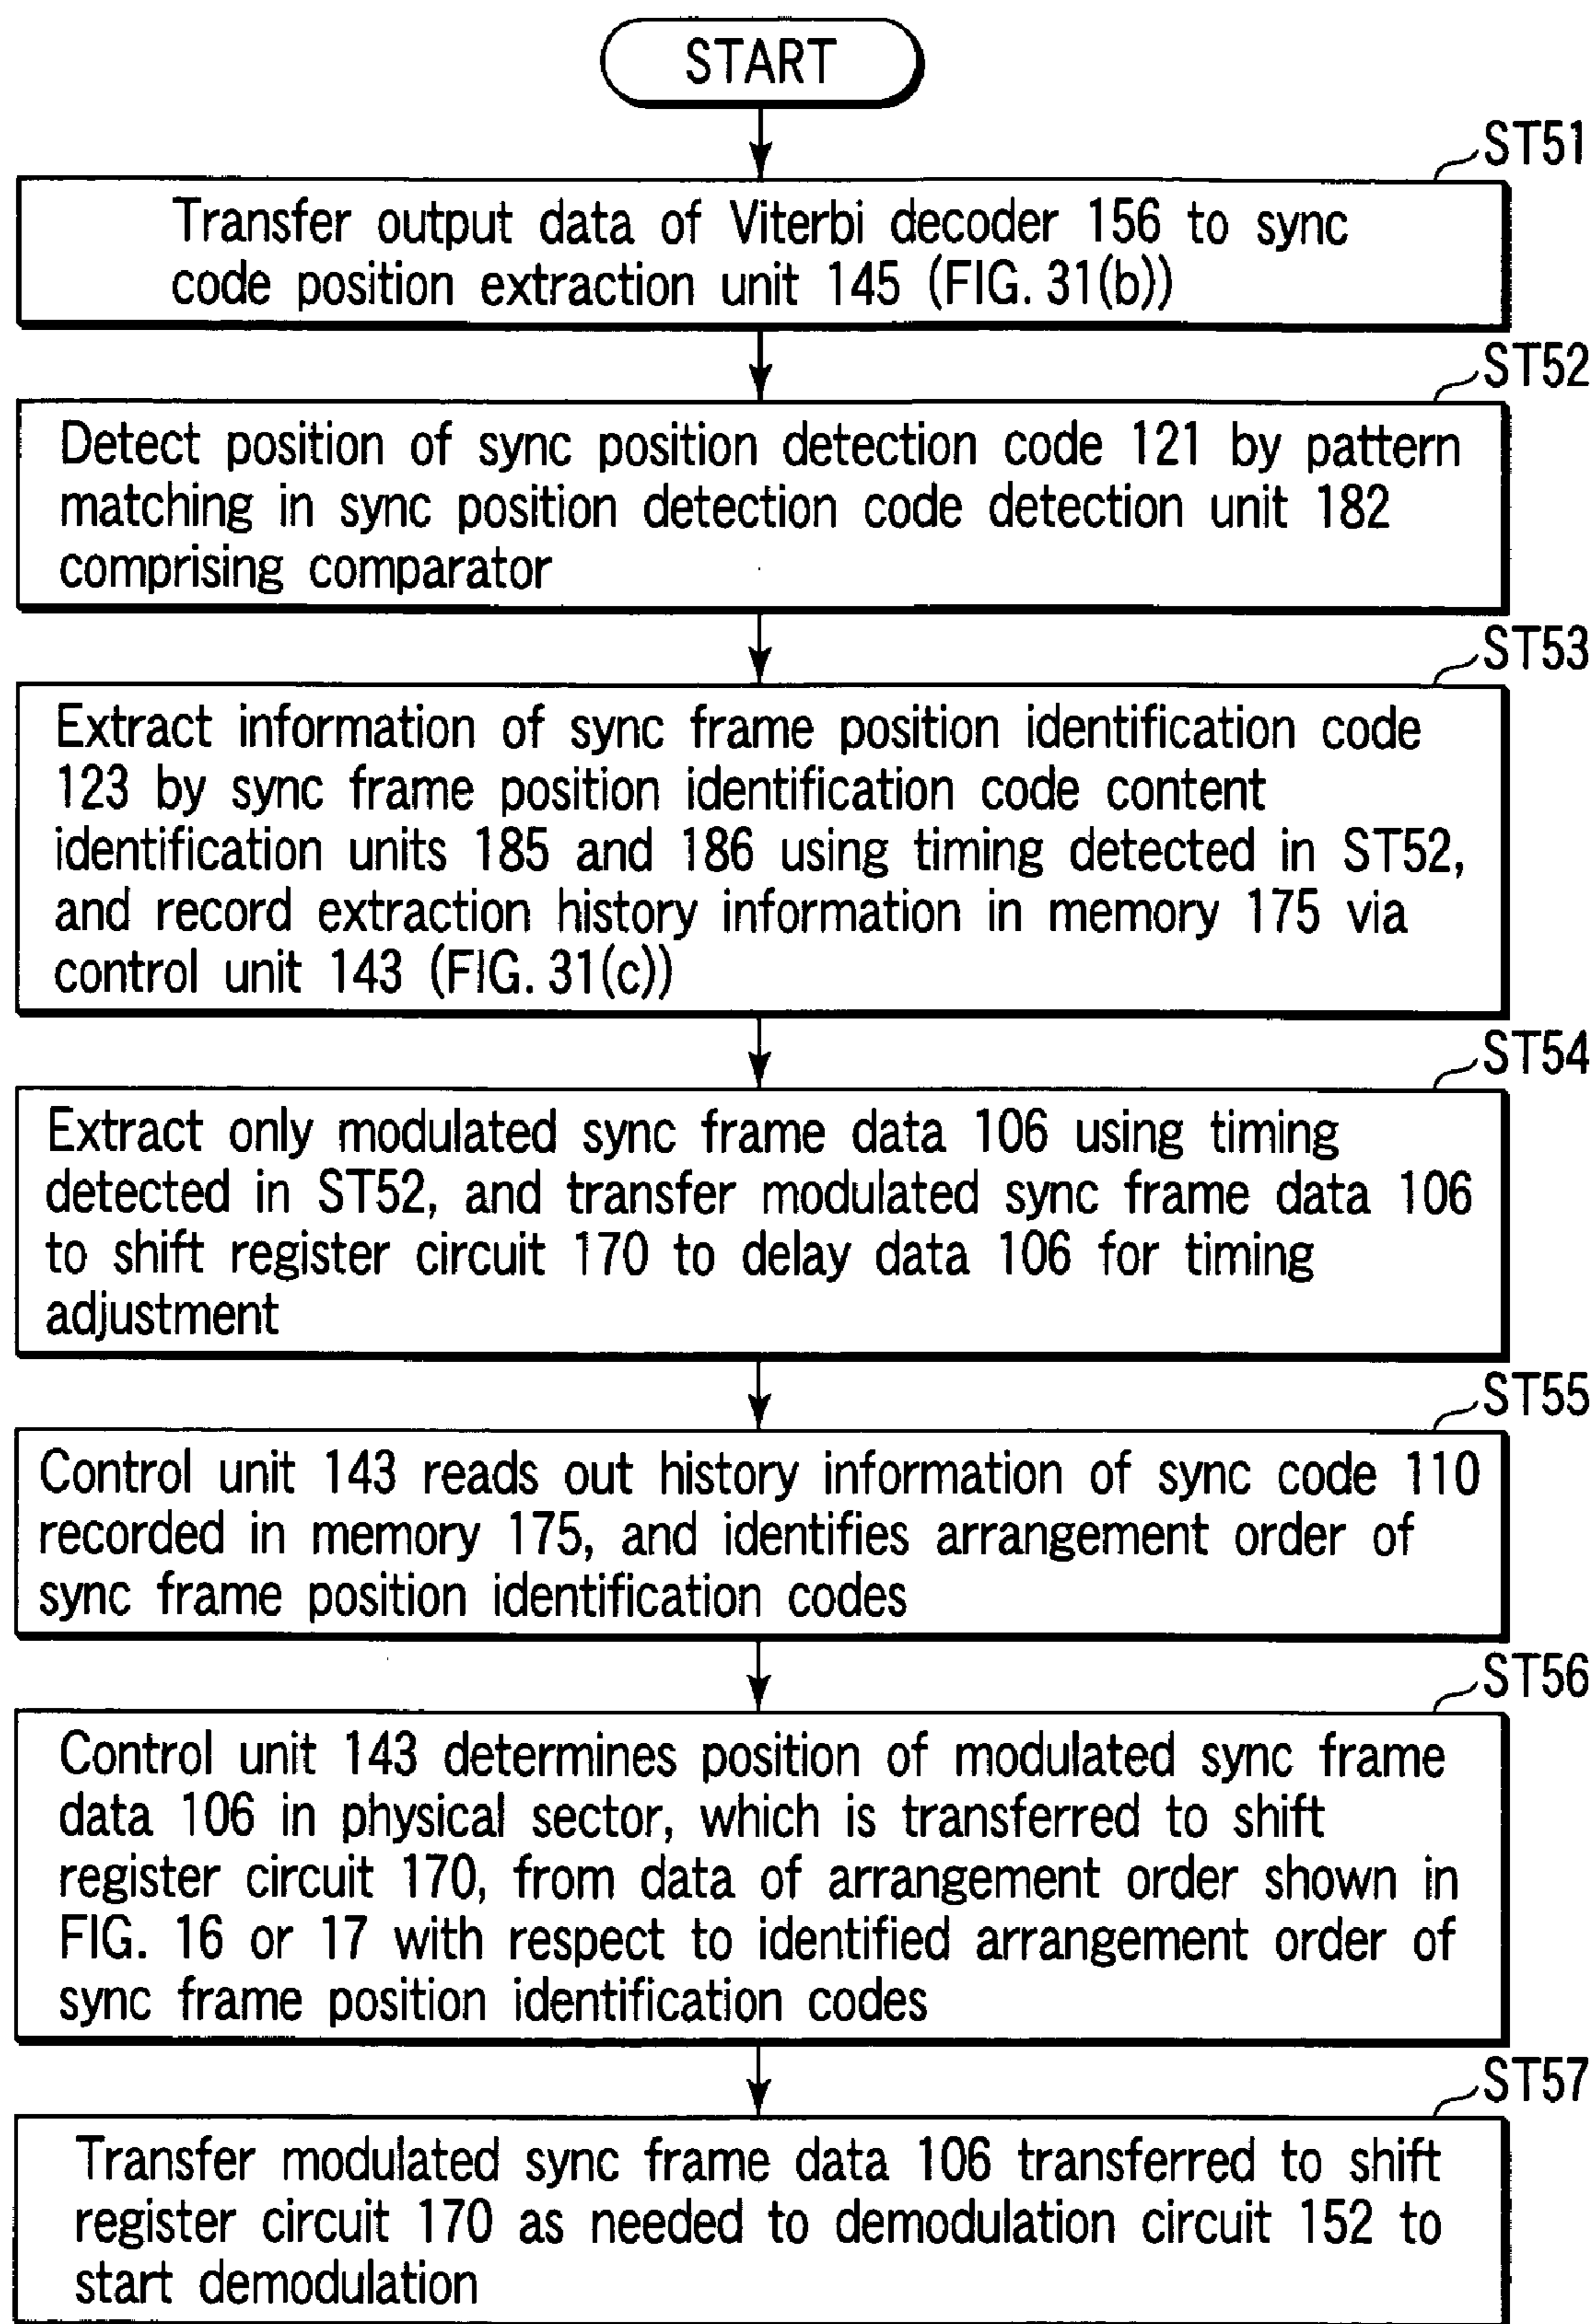 START
ST51
Transfer output data of Viterbi decoder 156 to sync
code position extraction unit 145 (FIG. 31(b))
ST52
Detect position of sync position detection code 121 by pattern
matching in sync position detection code detection unit 182
comprising comparator
ST53
Extract information of sync frame position identification code
123 by sync frame position identification code content
identification units 185 and 186 using timing detected in ST52,
and record extraction history information in memory 175 via
control unit 143 (FIG. 31(c))
ST54
Extract only modulated sync frame data 106 using timing
detected in ST52, and transfer modulated sync frame data 106
to shift register circuit 170 to delay data 106 for timing
adjustment
ST55
Control unit 143 reads out history information of sync code 110
recorded in memory 175, and identifies arrangement order of
sync frame position identification codes
ST56
Control unit 143 determines position of modulated sync frame
data 106 in physical sector, which is transferred to shift
register circuit 170, from data of arrangement order shown in
FIG. 16 or 17 with respect to identified arrangement order of
sync frame position identification codes
ST57
Transfer modulated sync frame data 106 transferred to shift
register circuit 170 as needed to demodulation circuit 152 to
start demodulation